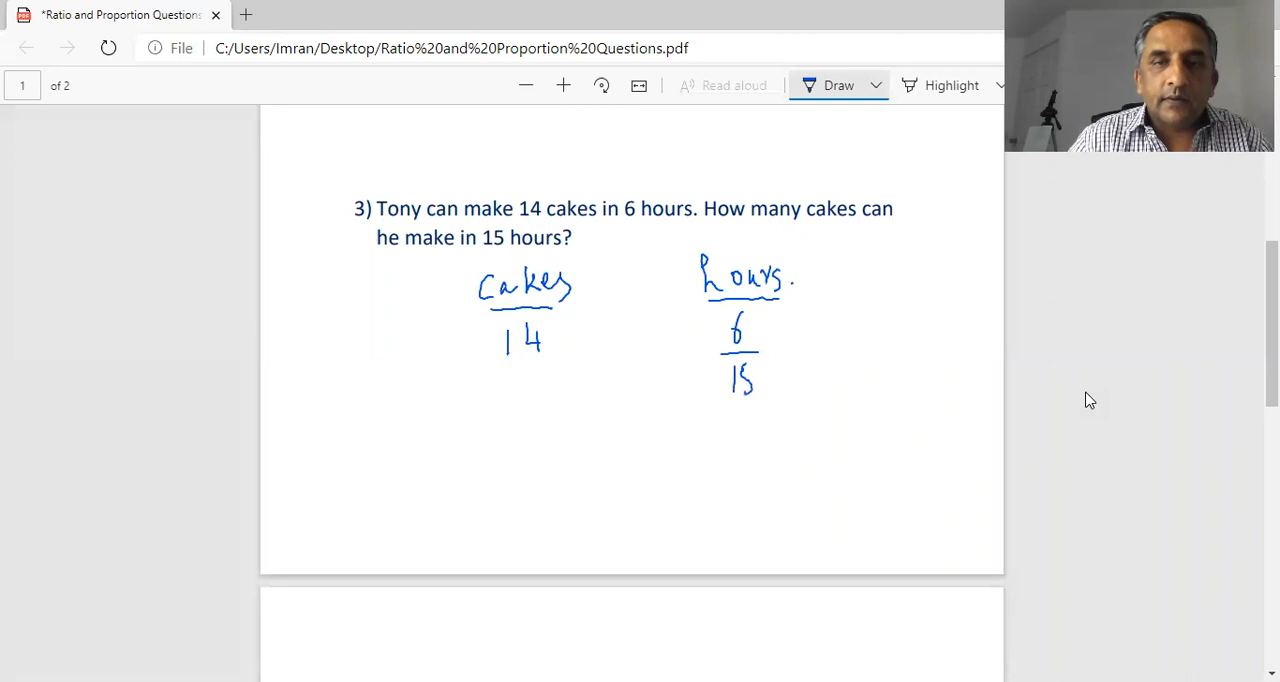 *Ratio and Proportion Questions
File C:/Users/Imran/Desktop/Ratio%20and%20Proportion%20Questions.pdf
1 of 2 Read aloud Draw Highlight
3) Tony can make 14 cakes in 6 hours. How many cakes can
he make in 15 hours?
Cakes hours.
14 6
15